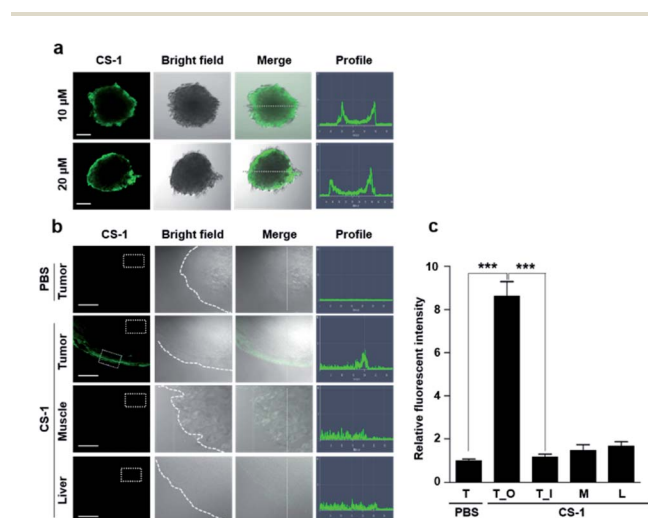 a
CS-1 Bright field Merge Profile
10 µM
20 µM
b
CS-1 Bright field Merge Profile
PBS
Tumor
CS-1
Tumor
Muscle
Liver
c
Relative fluorescent intensity
10
8
6
4
2
0
*** ***
T T_O T_I M L
PBS CS-1